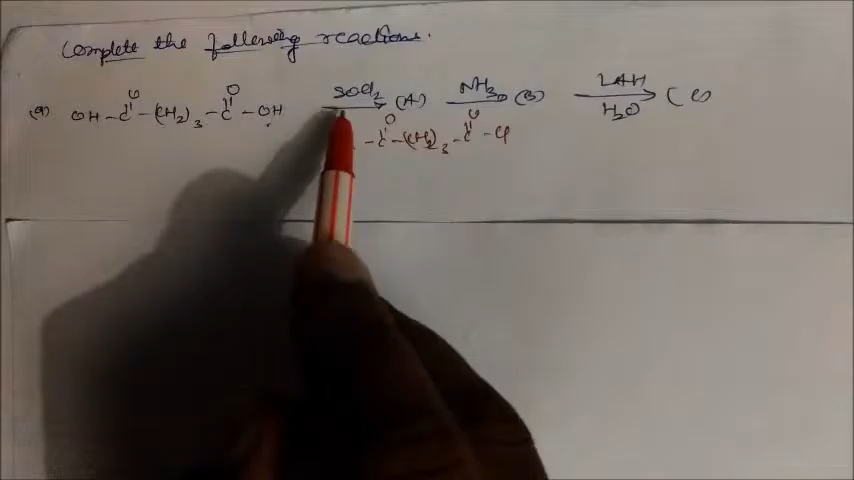 Complete the following reactions.
(a) OH - C - (CH2)3 - C - OH SOCl2 (A) NH3 (B) LAH H2O (C)
O O
O O
- C - (CH2)3 - C - Cl